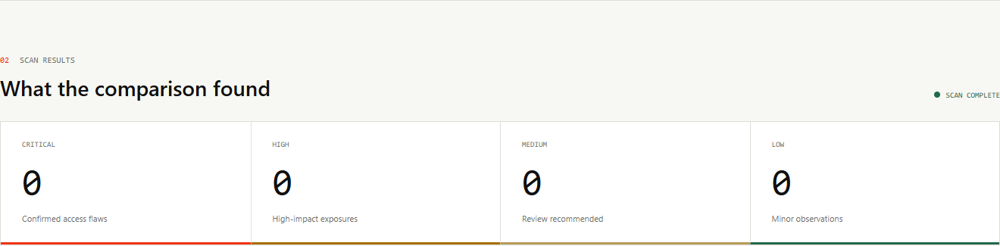 02 SCAN RESULTS
What the comparison found
SCAN COMPLETE
CRITICAL
0
Confirmed access flaws
HIGH
0
High-impact exposures
MEDIUM
0
Review recommended
LOW
0
Minor observations